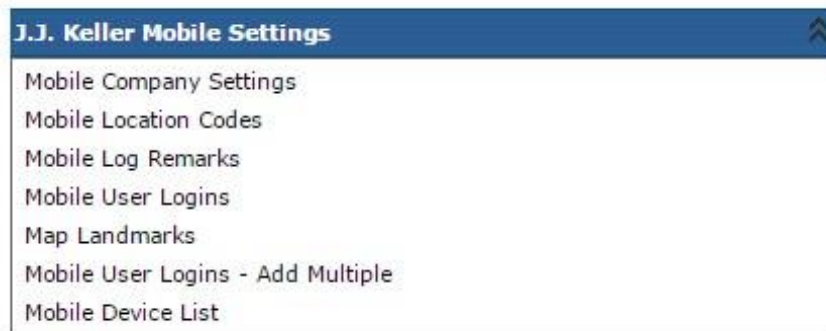 J.J. Keller Mobile Settings
Mobile Company Settings
Mobile Location Codes
Mobile Log Remarks
Mobile User Logins
Map Landmarks
Mobile User Logins - Add Multiple
Mobile Device List